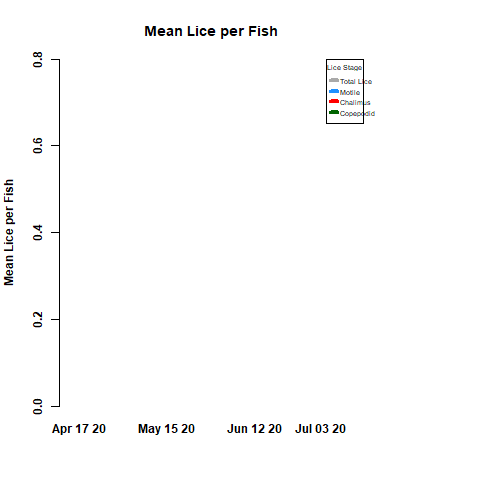 Mean Lice per Fish
Mean Lice per Fish
0.8
0.6
0.4
0.2
0.0
Lice Stage
Total Lice
Motile
Chalimus
Copepodid
Apr 17 20 May 15 20 Jun 12 20 Jul 03 20